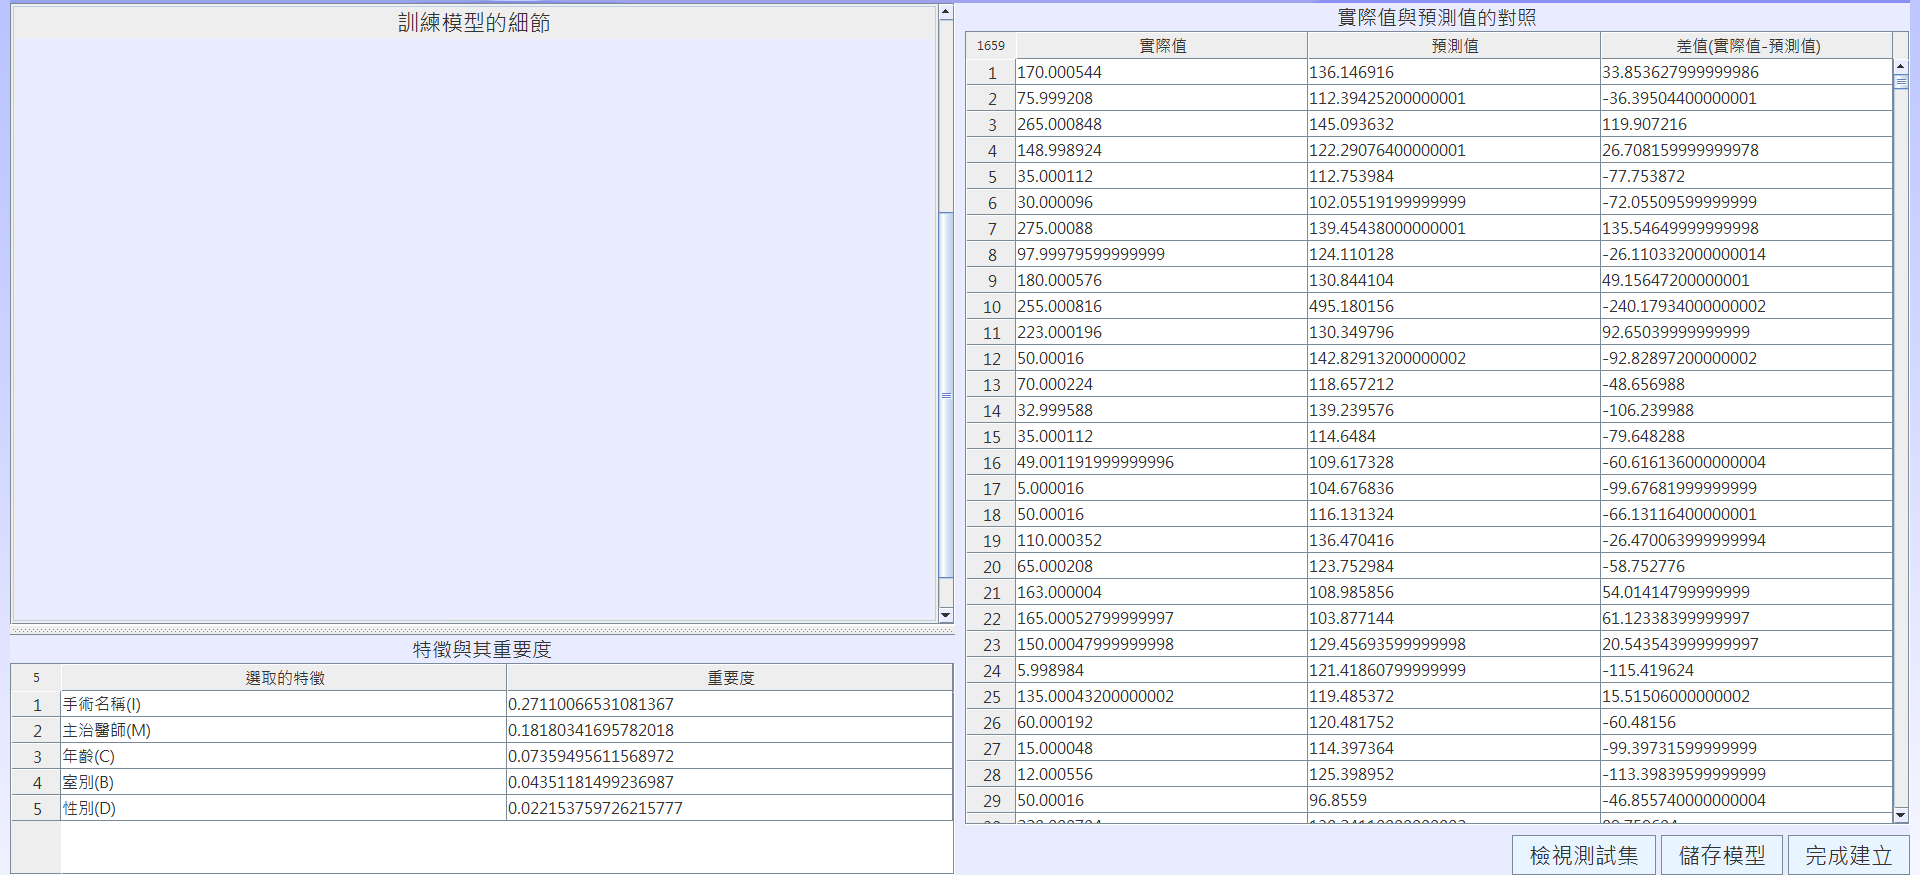 訓練模型的細節
特徵與其重要度
5 選取的特徵 重要度
1 手術名稱(I) 0.27110066531081367
2 主治醫師(M) 0.18180341695782018
3 年齡(C) 0.07359495611568972
4 室別(B) 0.04351181499236987
5 性別(D) 0.022153759726215777
實際值與預測值的對照
1659 實際值 預測值 差值(實際值-預測值)
1 170.000544 136.146916 33.853627999999986
2 75.999208 112.39425200000001 -36.39504400000001
3 265.000848 145.093632 119.907216
4 148.998924 122.29076400000001 26.708159999999978
5 35.000112 112.753984 -77.753872
6 30.000096 102.05519199999999 -72.05509599999999
7 275.00088 139.45438000000001 135.54649999999998
8 97.99979599999999 124.110128 -26.110332000000014
9 180.000576 130.844104 49.15647200000001
10 255.000816 495.180156 -240.17934000000002
11 223.000196 130.349796 92.65039999999999
12 50.00016 142.82913200000002 -92.82897200000002
13 70.000224 118.657212 -48.656988
14 32.999588 139.239576 -106.239988
15 35.000112 114.6484 -79.648288
16 49.001191999999996 109.617328 -60.616136000000004
17 5.000016 104.676836 -99.67681999999999
18 50.00016 116.131324 -66.13116400000001
19 110.000352 136.470416 -26.470063999999994
20 65.000208 123.752984 -58.752776
21 163.000004 108.985856 54.01414799999999
22 165.00052799999997 103.877144 61.12338399999997
23 150.00047999999998 129.45693599999998 20.543543999999997
24 5.998984 121.41860799999999 -115.419624
25 135.00043200000002 119.485372 15.51506000000002
26 60.000192 120.481752 -60.48156
27 15.000048 114.397364 -99.39731599999999
28 12.000556 125.398952 -113.39839599999999
29 50.00016 96.8559 -46.855740000000004
檢視測試集 儲存模型 完成建立